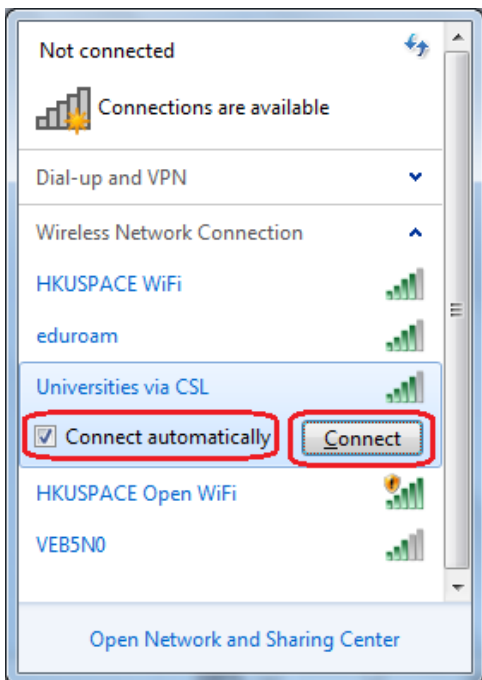 Not connected
Connections are available
Dial-up and VPN
Wireless Network Connection
HKUSPACE WiFi
eduroam
Universities via CSL
Connect automatically Connect
HKUSPACE Open WiFi
VEB5N0
Open Network and Sharing Center